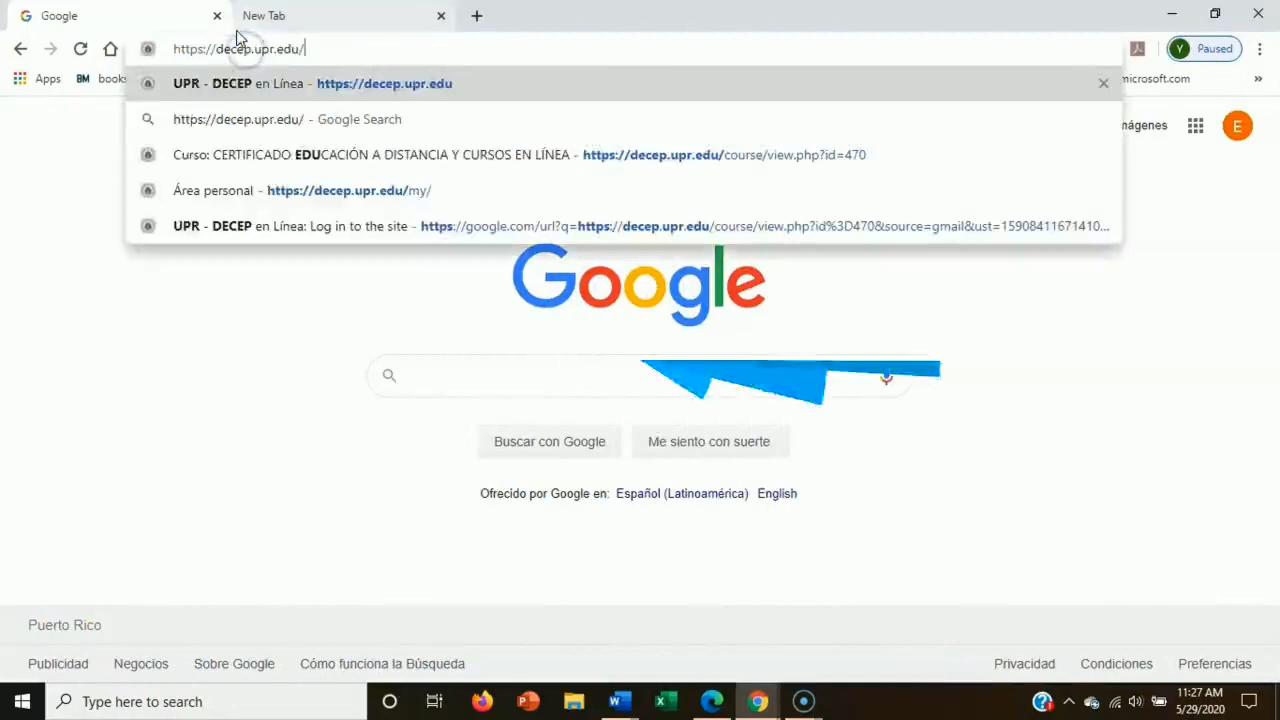 Google
New Tab
https://decep.upr.edu/
Y Paused
Apps
BM books
microsoft.com
UPR - DECEP en Línea - https://decep.upr.edu
https://decep.upr.edu/ - Google Search
Curso: CERTIFICADO EDUCACIÓN A DISTANCIA Y CURSOS EN LÍNEA - https://decep.upr.edu/course/view.php?id=470
Área personal - https://decep.upr.edu/my/
UPR - DECEP en Línea: Log in to the site - https://google.com/url?q=https://decep.upr.edu/course/view.php?id%3D470&source=gmail&ust=15908411671410...
mágenes
E
Google
Buscar con Google
Me siento con suerte
Ofrecido por Google en: Español (Latinoamérica) English
Puerto Rico
Publicidad Negocios Sobre Google Cómo funciona la Búsqueda
Privacidad Condiciones Preferencias
Type here to search
11:27 AM
5/29/2020